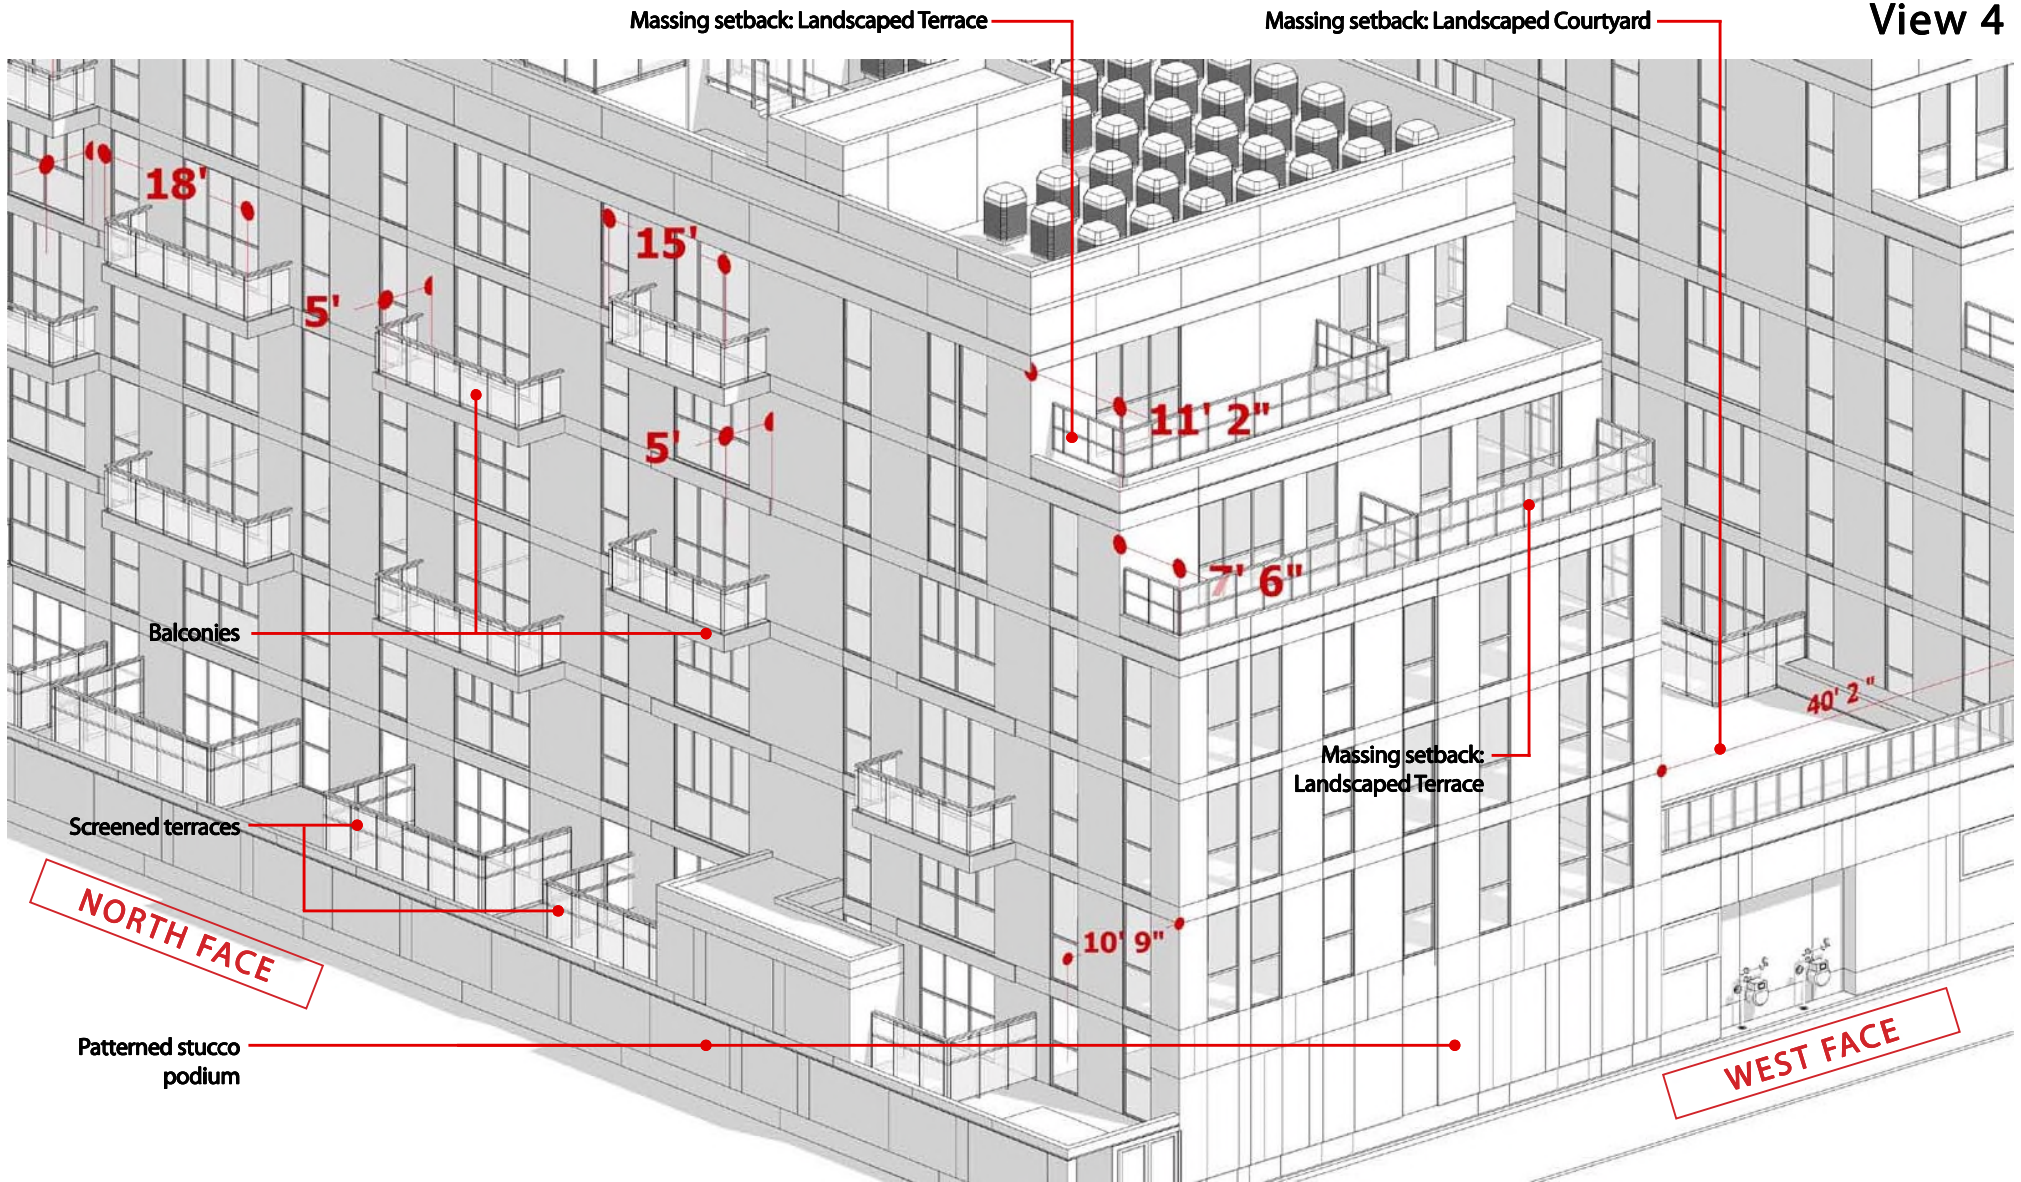 Massing setback: Landscaped Terrace
Massing setback: Landscaped Courtyard
View 4
18'
15'
5'
5'
11' 2"
7' 6"
Balconies
40' 2"
Massing setback:
Landscaped Terrace
Screened terraces
NORTH FACE
10' 9"
Patterned stucco
podium
WEST FACE